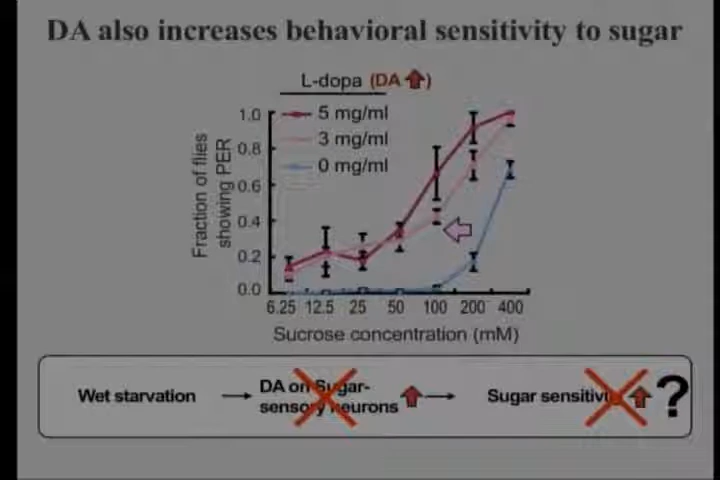 DA also increases behavioral sensitivity to sugar
L-dopa (DA )
5 mg/ml
3 mg/ml
0 mg/ml
Fraction of flies
showing PER
1.0
0.8
0.6
0.4
0.2
0.0
6.25 12.5 25 50 100 200 400
Sucrose concentration (mM)
Wet starvation
DA on Sugar-
sensory neurons
Sugar sensitivity
?